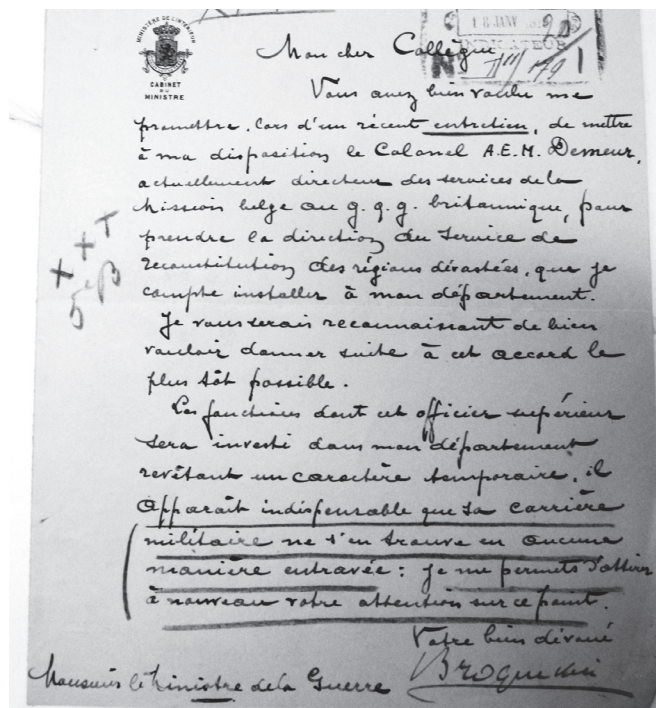 MINISTÈRE DE L'INTÉRIEUR
CABINET
DU
MINISTRE
18 JANV
INDICATEUR
Mon cher Collègue
Vous avez bien voulu me
promettre, lors d'un récent entretien, de mettre
à ma disposition le Colonel A.E.M. Demeur,
actuellement directeur des services de la
Mission belge au g. q. g. britannique, pour
prendre la direction du Service de
reconstitution des régions dévastées, que je
compte installer à mon département.
Je vous serais reconnaissant de bien
vouloir donner suite à cet accord le
plus tôt possible.
Les fonctions dont cet officier supérieur
sera investi dans mon département
revêtant un caractère temporaire, il
apparaît indispensable que sa carrière
militaire ne s'en trouve en aucune
manière entravée : je me permets d'attirer
à nouveau votre attention sur ce point.
Votre bien dévoué
Monsieur le Ministre de la Guerre